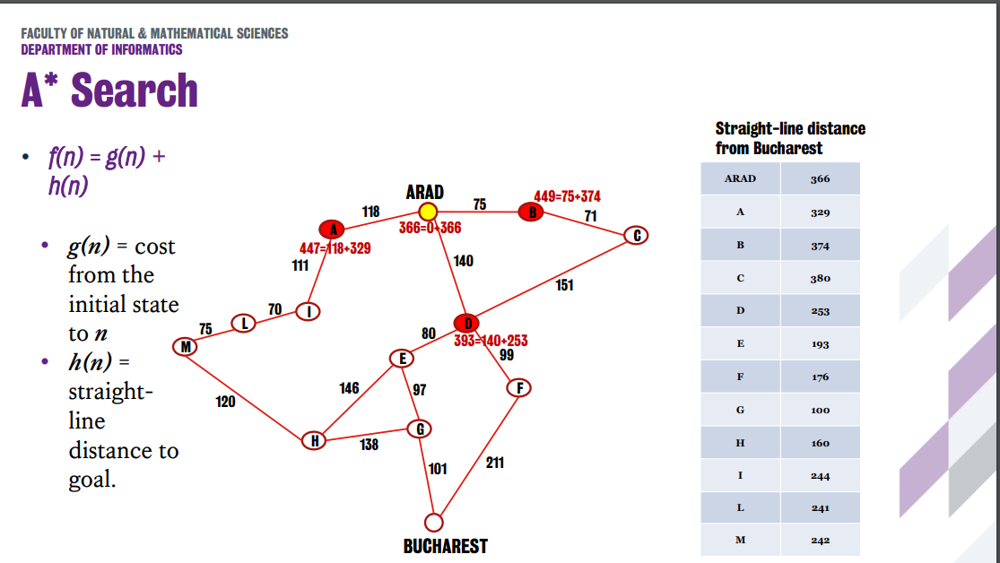 FACULTY OF NATURAL & MATHEMATICAL SCIENCES
DEPARTMENT OF INFORMATICS
A* Search
• f(n) = g(n) +
h(n)
• g(n) = cost
from the
initial state
to n
• h(n) =
straight-
line
distance to
goal.
ARAD
366=0+366
118
75
449=75+374
B
71
C
A
447=118+329
111
140
151
I
70
L
75
M
D
393=140+253
80
99
E
F
146
97
120
H
138
G
101
211
BUCHAREST
Straight-line distance
from Bucharest
ARAD 366
A 329
B 374
C 380
D 253
E 193
F 176
G 100
H 160
I 244
L 241
M 242